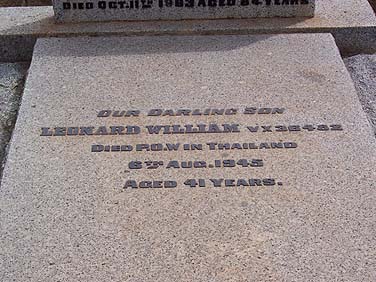 Died Oct. 11th 1983 Aged 84 Years
Our Darling Son
Leonard William VX38482
Died P.O.W in Thailand
6th Aug. 1945
Aged 41 Years.